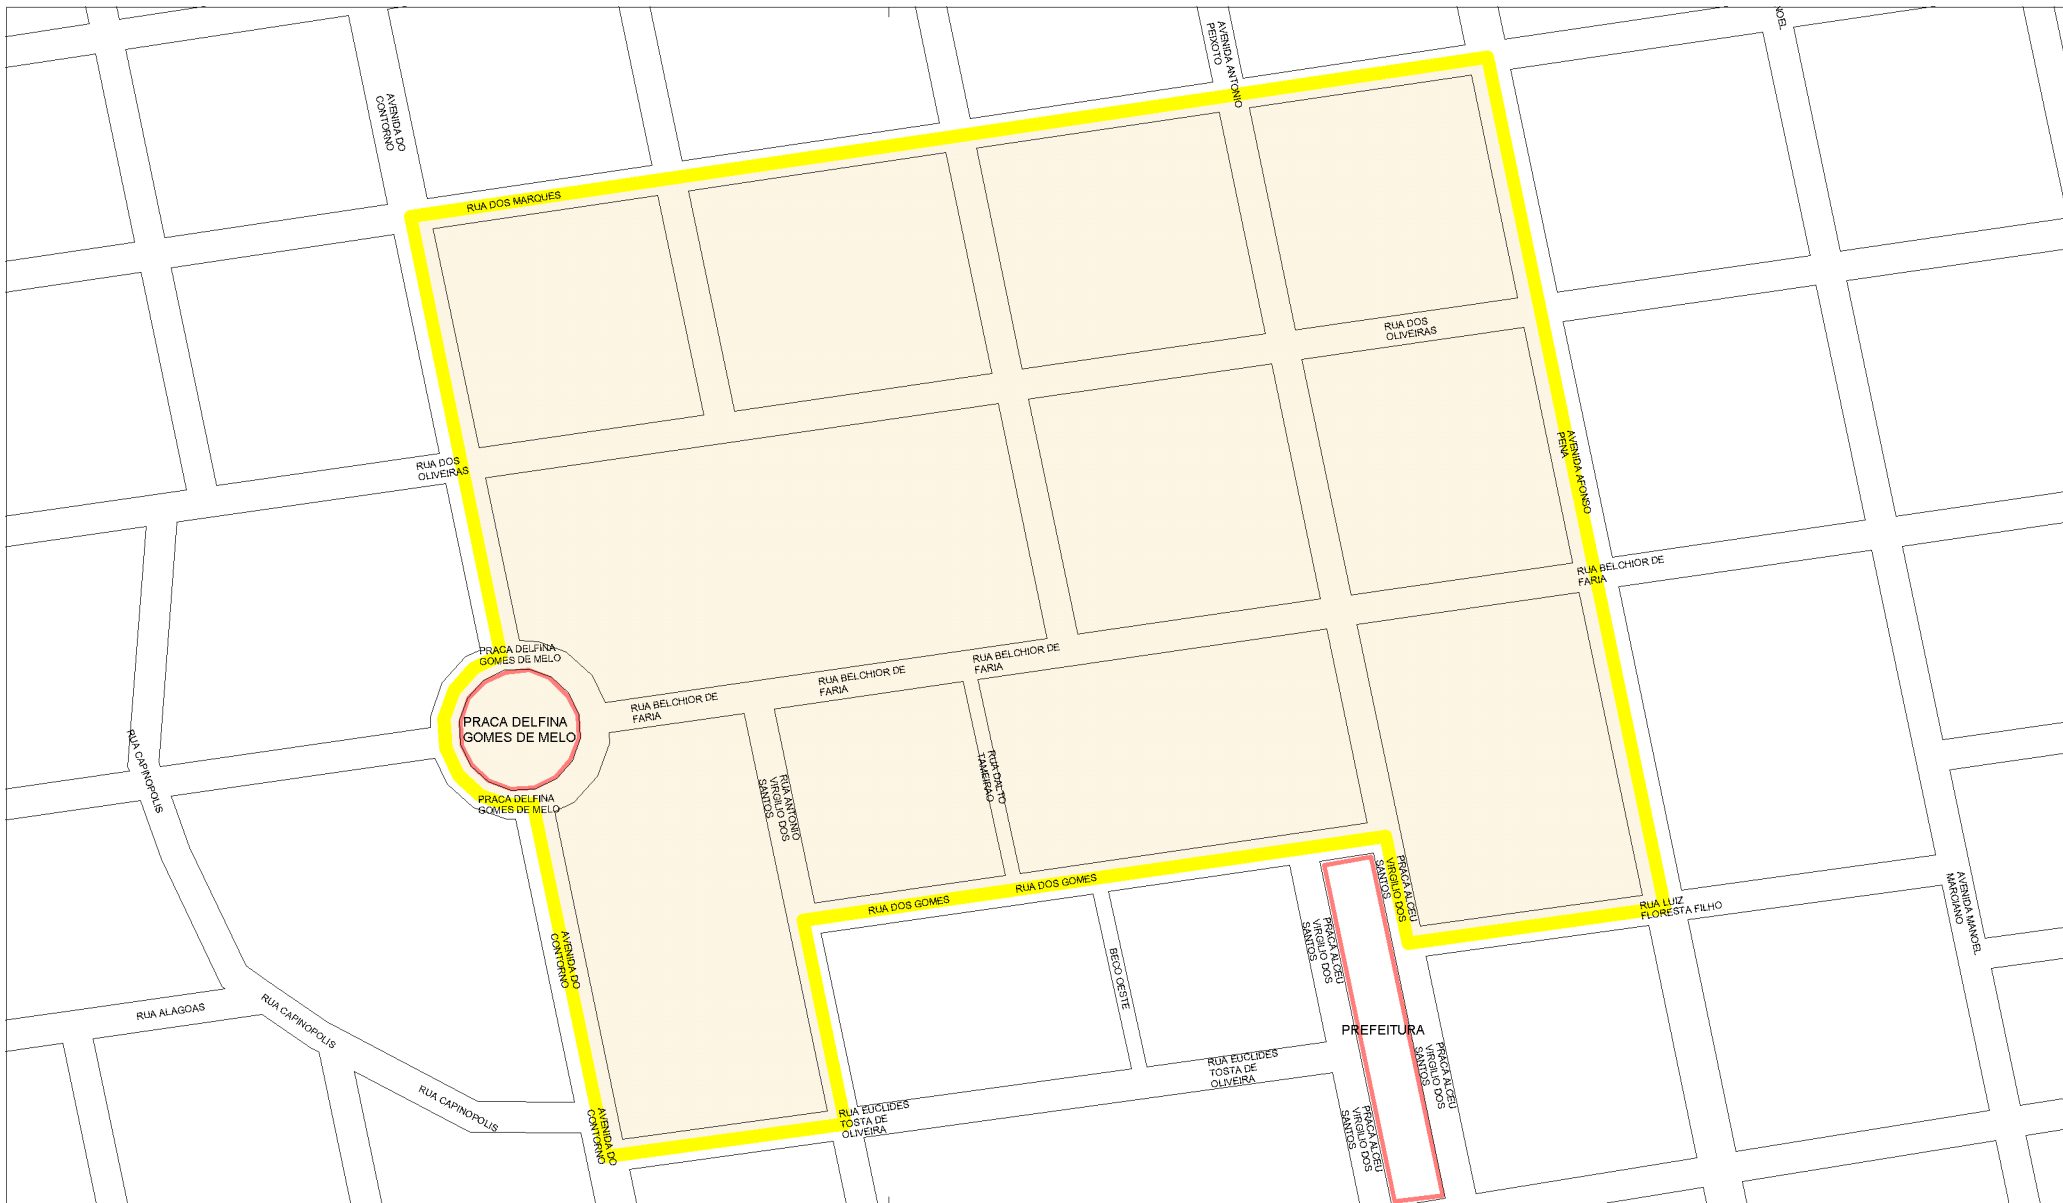 NOEL
AVENIDA ANTONIO
PEIXOTO
AVENIDA DO
CONTORNO
RUA DOS MARQUES
RUA DOS
OLIVEIRAS
RUA DOS
OLIVEIRAS
AVENIDA AFONSO
PENA
RUA BELCHIOR DE
FARIA
PRACA DELFINA
GOMES DE MELO
RUA BELCHIOR DE
FARIA
RUA BELCHIOR DE
FARIA
RUA BELCHIOR DE
FARIA
PRACA DELFINA
GOMES DE MELO
RUA CAPINOPOLIS
PRACA DELFINA
GOMES DE MELO
RUA ANTONIO
VIRGILIO DOS
SANTOS
RUA DALTO
TAMEIRAO
RUA DOS GOMES
RUA DOS GOMES
PRACA ALCEU
VIRGILIO DOS
SANTOS
RUA LUIZ
FLORESTA FILHO
AVENIDA MANOEL
MARCIANO
AVENIDA DO
CONTORNO
BECO OESTE
PRACA ALCEU
VIRGILIO DOS
SANTOS
RUA ALAGOAS
RUA CAPINOPOLIS
PREFEITURA
RUA EUCLIDES
TOSTA DE
OLIVEIRA
PRACA ALCEU
VIRGILIO DOS
SANTOS
RUA CAPINOPOLIS
AVENIDA DO
CONTORNO
RUA EUCLIDES
TOSTA DE
OLIVEIRA
PRACA ALCEU
VIRGILIO DOS
SANTOS